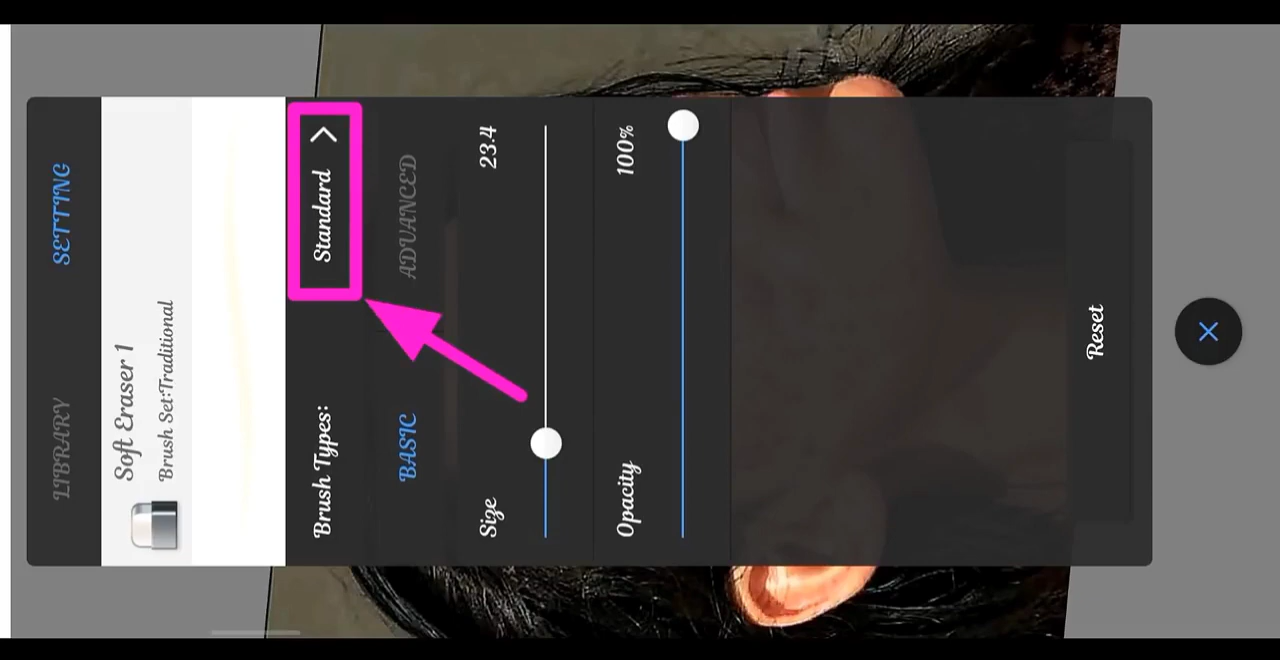 LIBRARY SETTING
Soft Eraser 1
Brush Set:Traditional
Brush Types: Standard
BASIC ADVANCED
Size 23.4
Opacity 100%
Reset